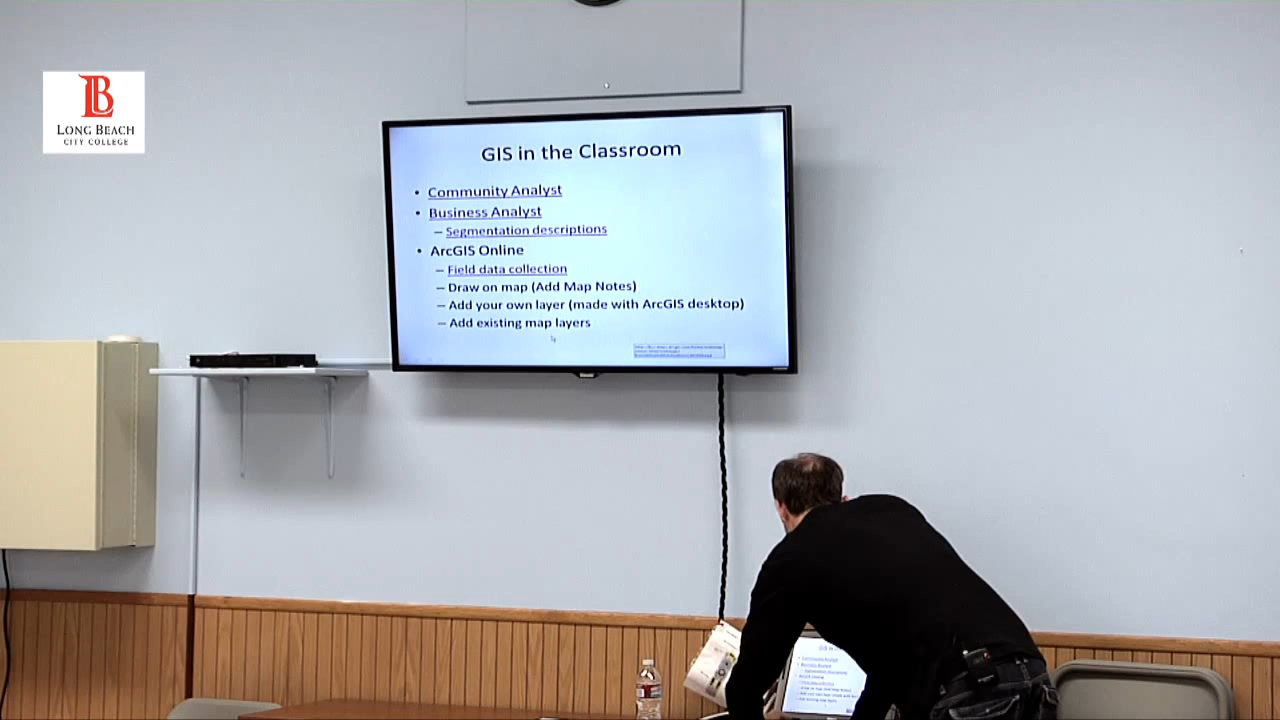 LB
LONG BEACH
CITY COLLEGE
GIS in the Classroom
• Community Analyst
• Business Analyst
– Segmentation descriptions
• ArcGIS Online
– Field data collection
– Draw on map (Add Map Notes)
– Add your own layer (made with ArcGIS desktop)
– Add existing map layers